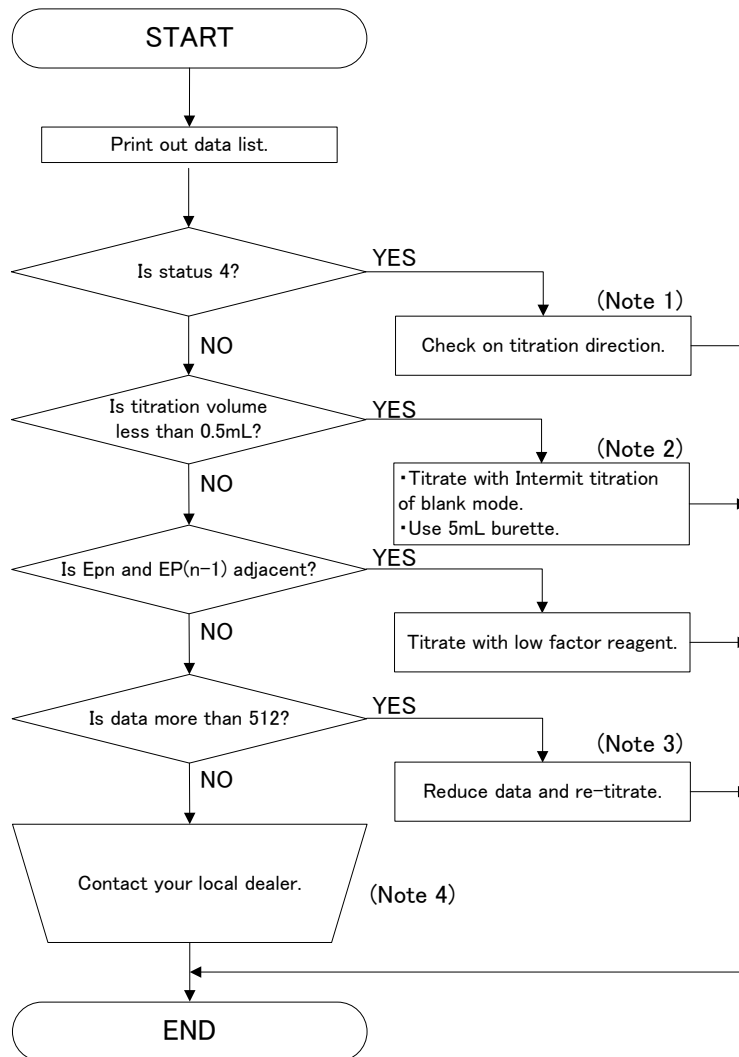 START
Print out data list.
Is status 4?
YES
(Note 1)
Check on titration direction.
NO
Is titration volume
less than 0.5mL?
YES
(Note 2)
・Titrate with Intermit titration
of blank mode.
・Use 5mL burette.
NO
Is Epn and EP(n-1) adjacent?
YES
Titrate with low factor reagent.
NO
Is data more than 512?
YES
(Note 3)
Reduce data and re-titrate.
NO
Contact your local dealer.
(Note 4)
END